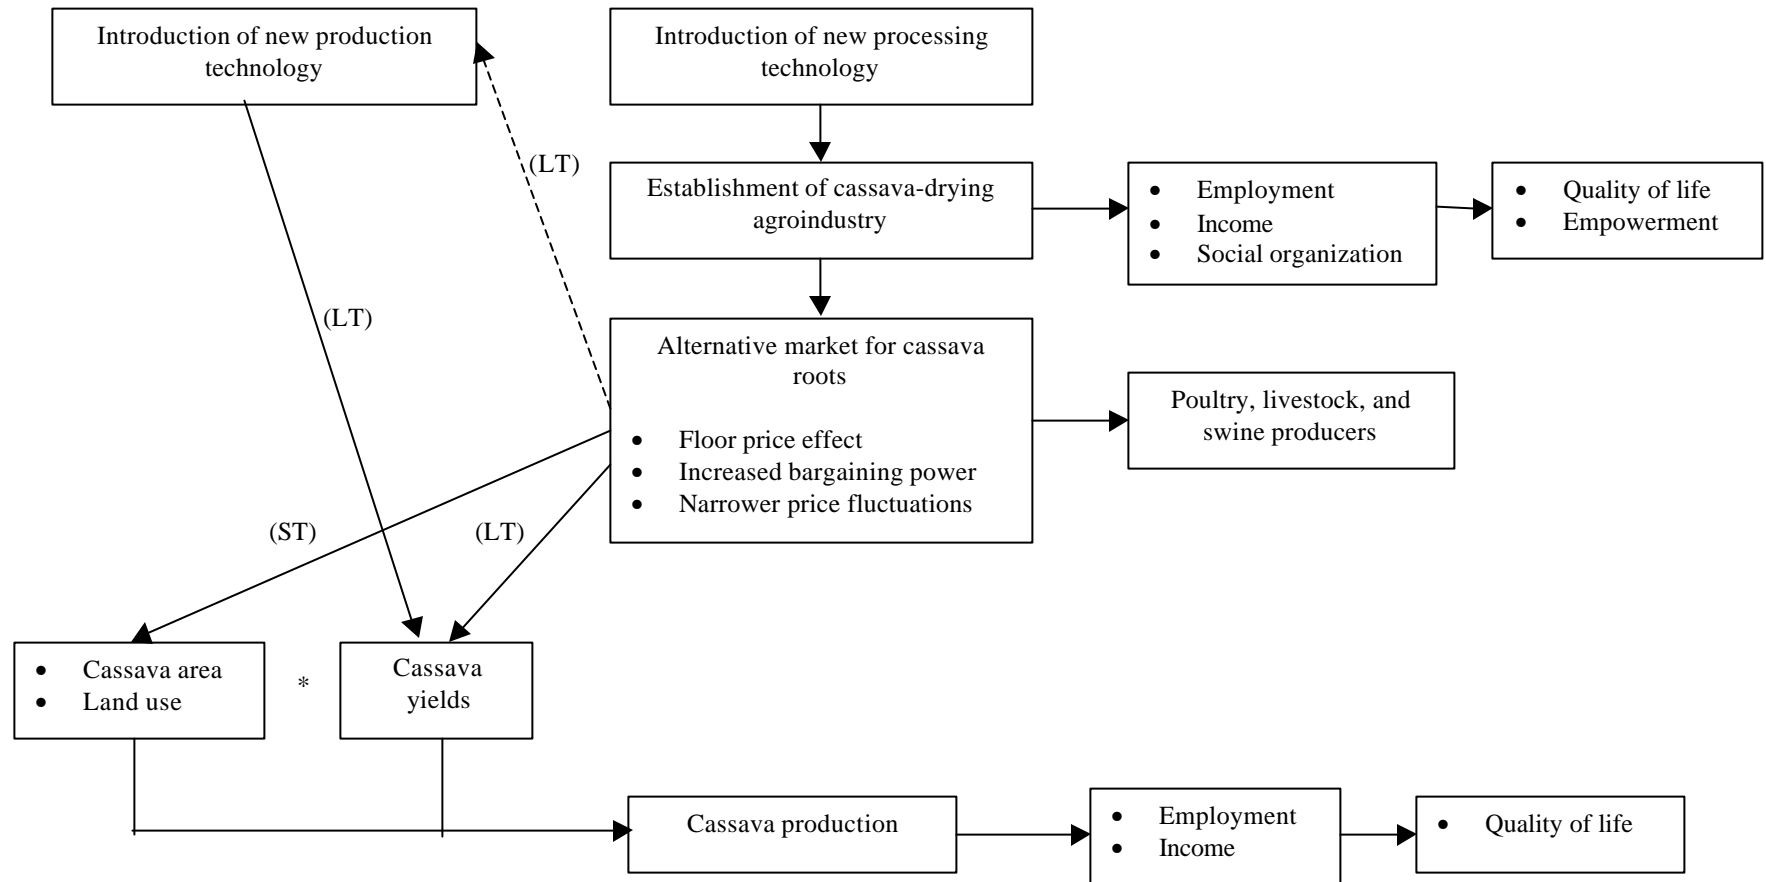 Introduction of new production
technology
Introduction of new processing
technology
(LT)
Establishment of cassava-drying
agroindustry
• Employment
• Income
• Social organization
• Quality of life
• Empowerment
(LT)
Alternative market for cassava
roots
• Floor price effect
• Increased bargaining power
• Narrower price fluctuations
Poultry, livestock, and
swine producers
(ST)
(LT)
• Cassava area
• Land use
*
Cassava
yields
Cassava production
• Employment
• Income
• Quality of life